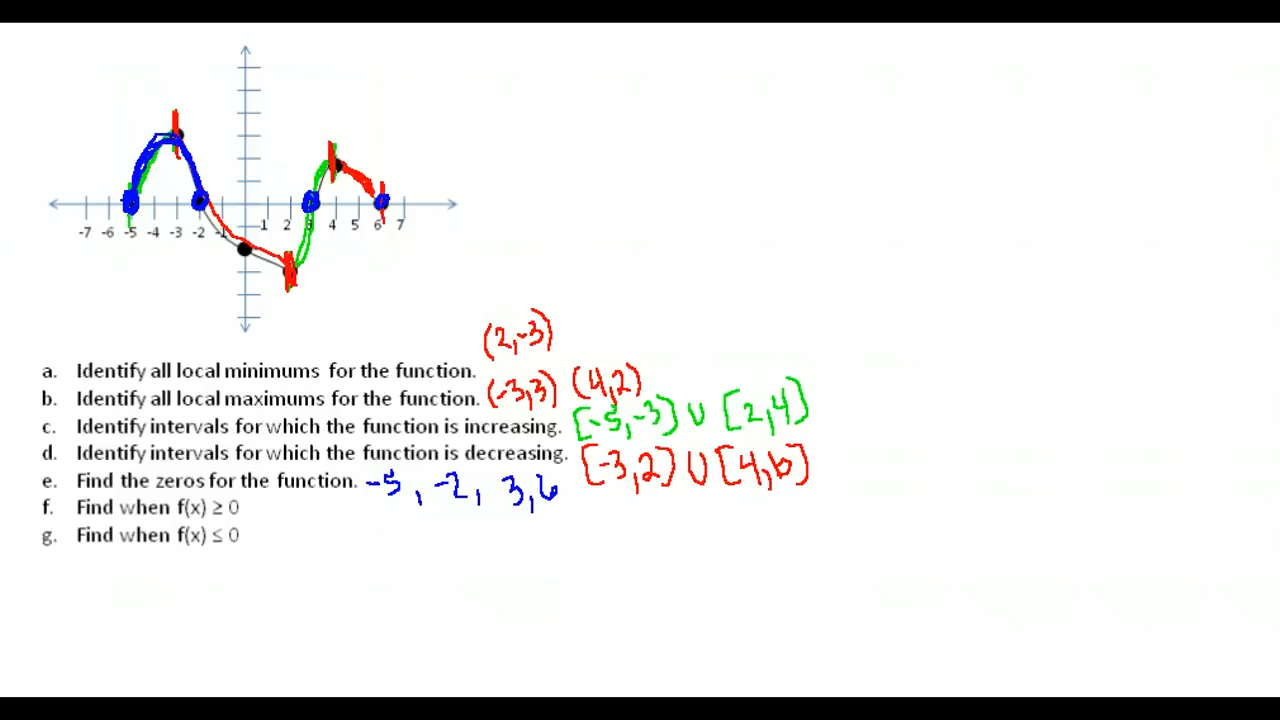 -7 -6 -5 -4 -3 -2 -1 1 2 3 4 5 6 7
(2,-3)
a. Identify all local minimums for the function.
b. Identify all local maximums for the function. (-3,3) (4,2)
c. Identify intervals for which the function is increasing. [-5,-3] ∪ [2,4]
d. Identify intervals for which the function is decreasing. [-3,2] ∪ [4,6]
e. Find the zeros for the function. -5, -2, 3,6
f. Find when f(x) ≥ 0
g. Find when f(x) ≤ 0